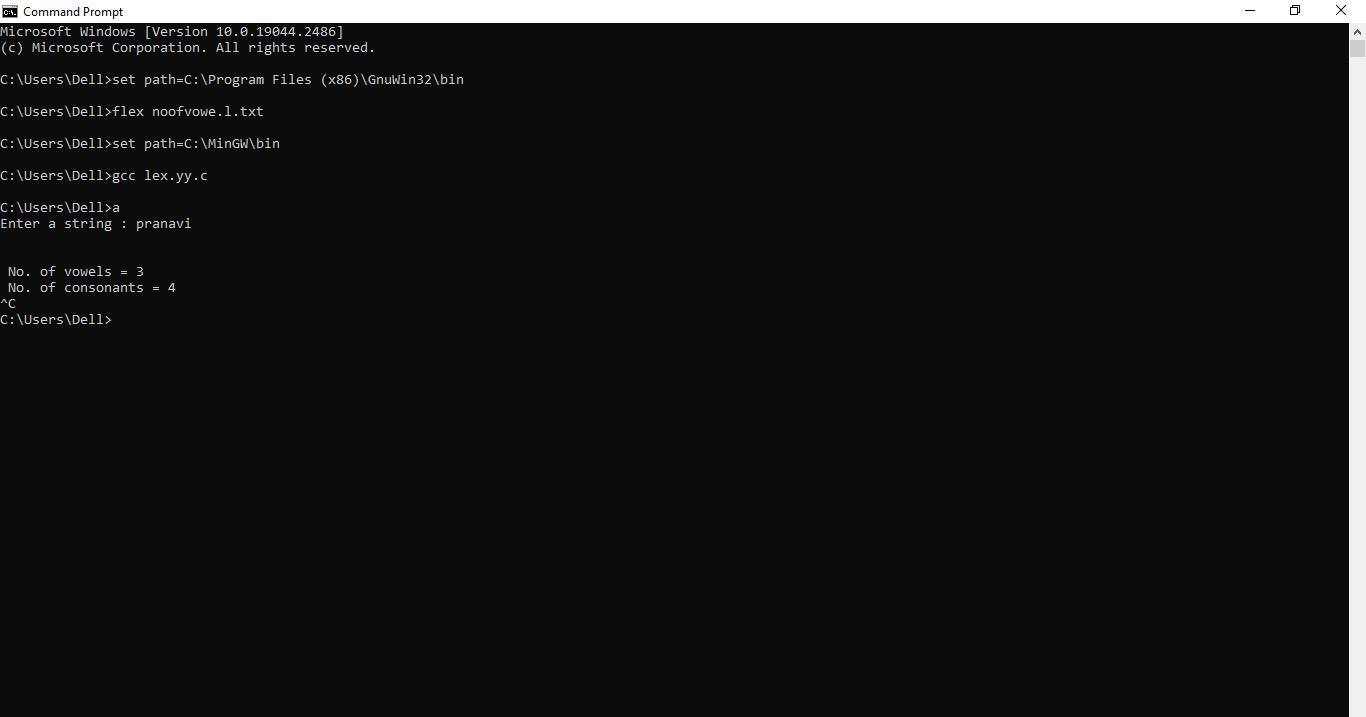 Command Prompt
Microsoft Windows [Version 10.0.19044.2486]
(c) Microsoft Corporation. All rights reserved.
C:\Users\Dell>set path=C:\Program Files (x86)\GnuWin32\bin
C:\Users\Dell>flex noofvowe.l.txt
C:\Users\Dell>set path=C:\MinGW\bin
C:\Users\Dell>gcc lex.yy.c
C:\Users\Dell>a
Enter a string : pranavi
No. of vowels = 3
No. of consonants = 4
^C
C:\Users\Dell>